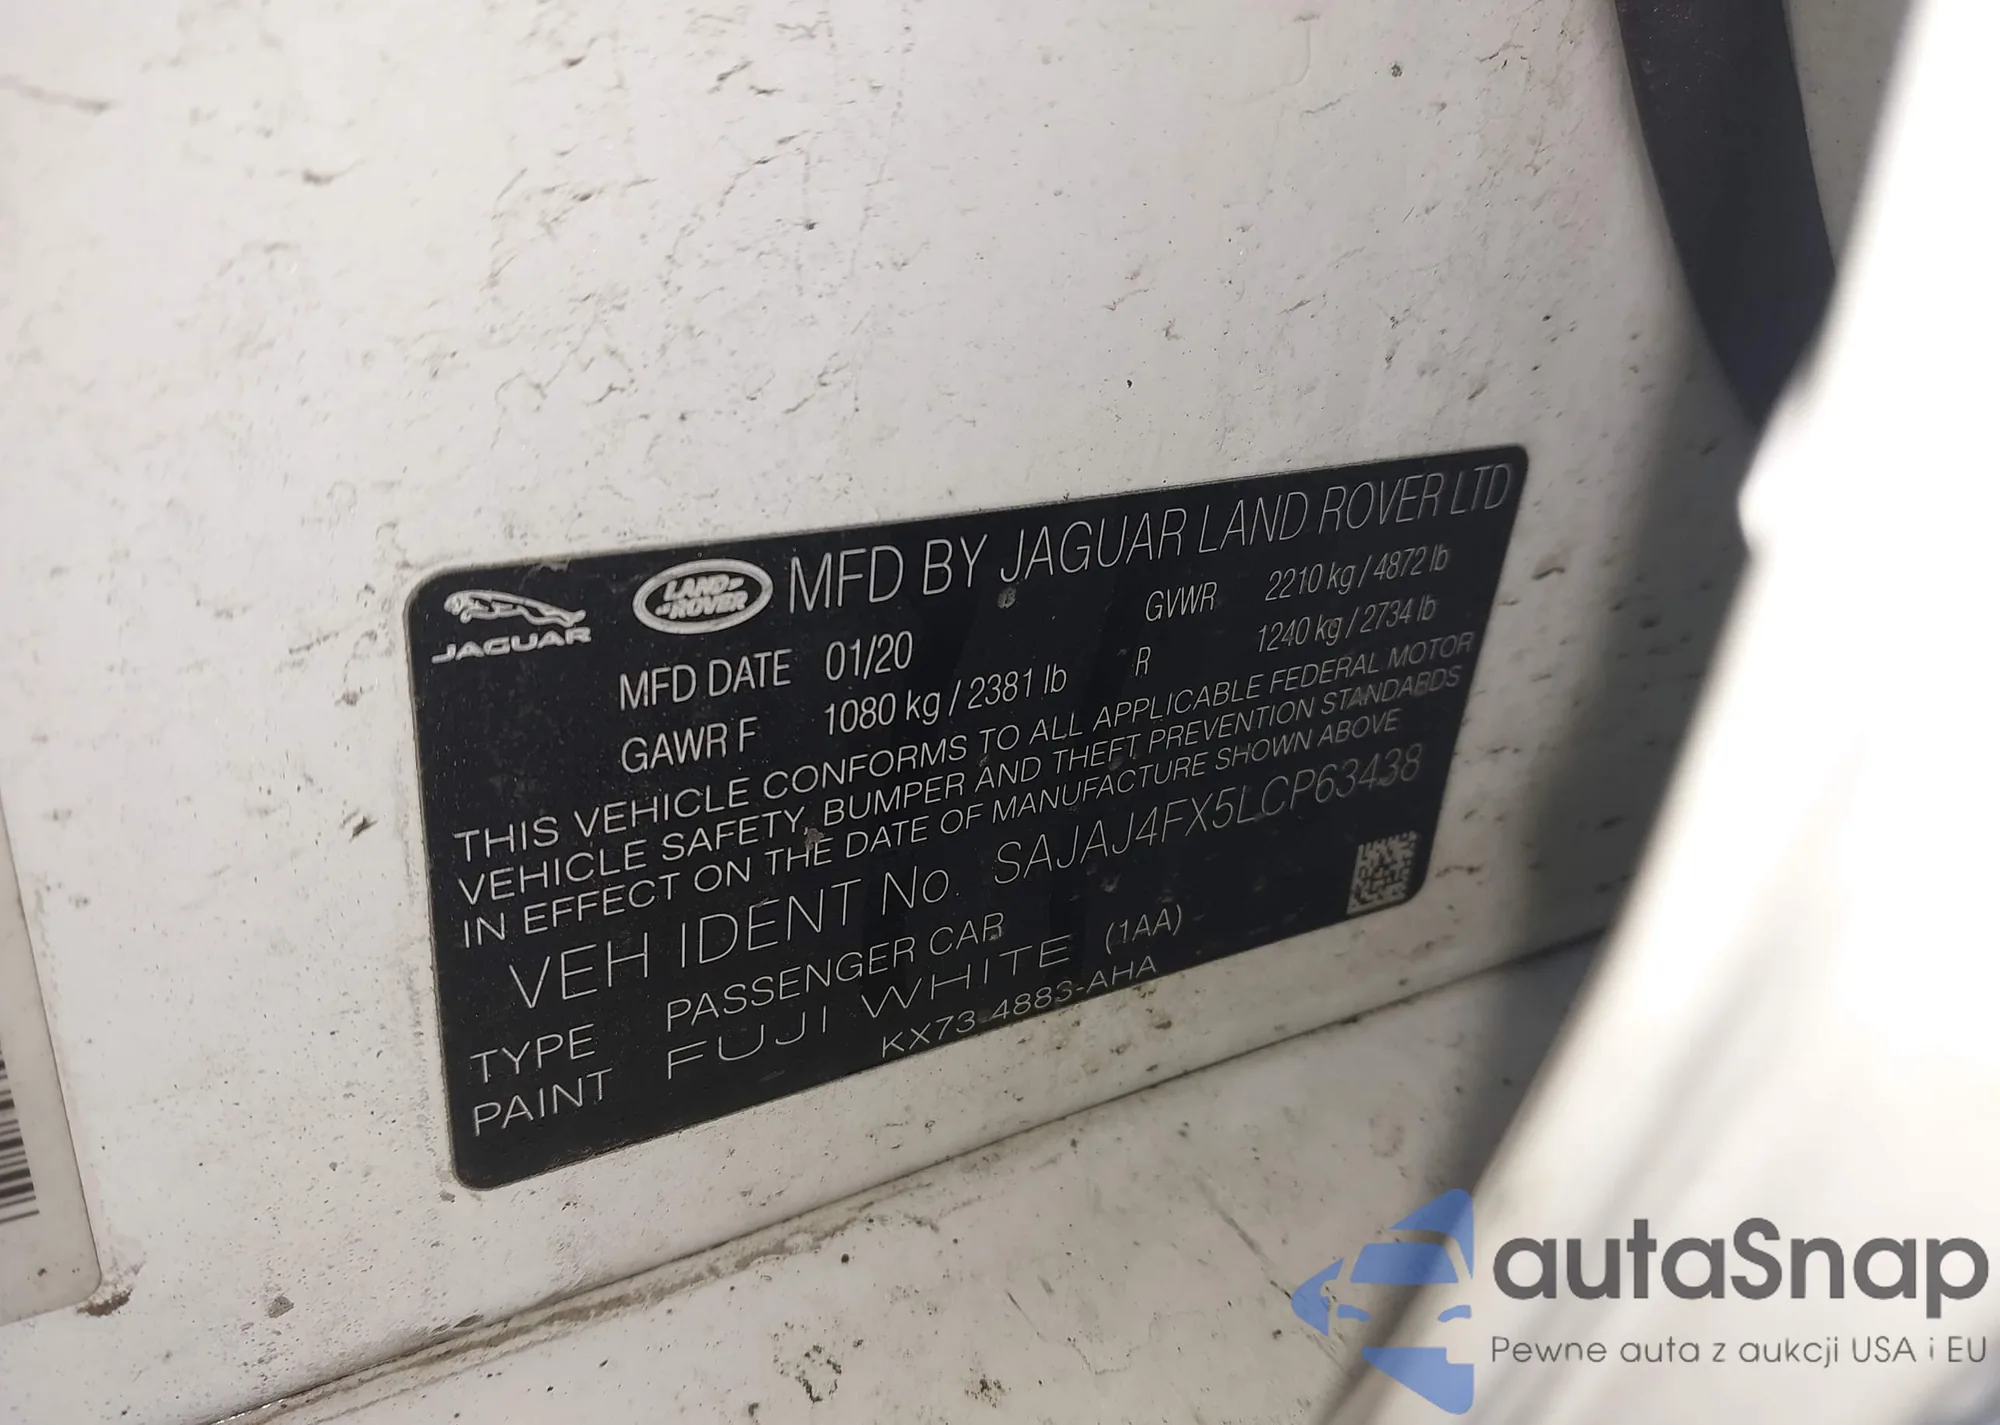 JAGUAR
LAND ROVER
MFD BY JAGUAR LAND ROVER LTD
MFD DATE 01/20 GVWR 2210 kg / 4872 lb
GAWR F 1080 kg / 2381 lb R 1240 kg / 2734 lb
THIS VEHICLE CONFORMS TO ALL APPLICABLE FEDERAL MOTOR
VEHICLE SAFETY, BUMPER AND THEFT PREVENTION STANDARDS
IN EFFECT ON THE DATE OF MANUFACTURE SHOWN ABOVE
VEH IDENT No. SAJAJ4FX5LCP63438
TYPE PASSENGER CAR
PAINT FUJI WHITE (1AA)
KX73-4883-AHA
autaSnap
Pewne auta z aukcji USA i EU